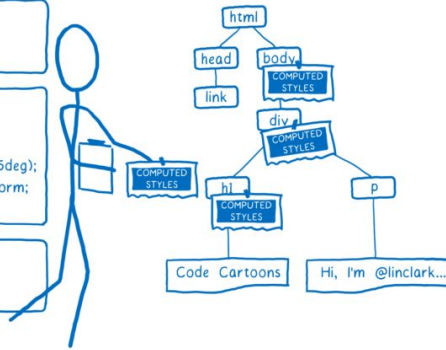 html
head
body
link
COMPUTED
STYLES
div
COMPUTED
STYLES
5deg);
orm;
COMPUTED
STYLES
h1
p
COMPUTED
STYLES
Code Cartoons
Hi, I'm @linclark...